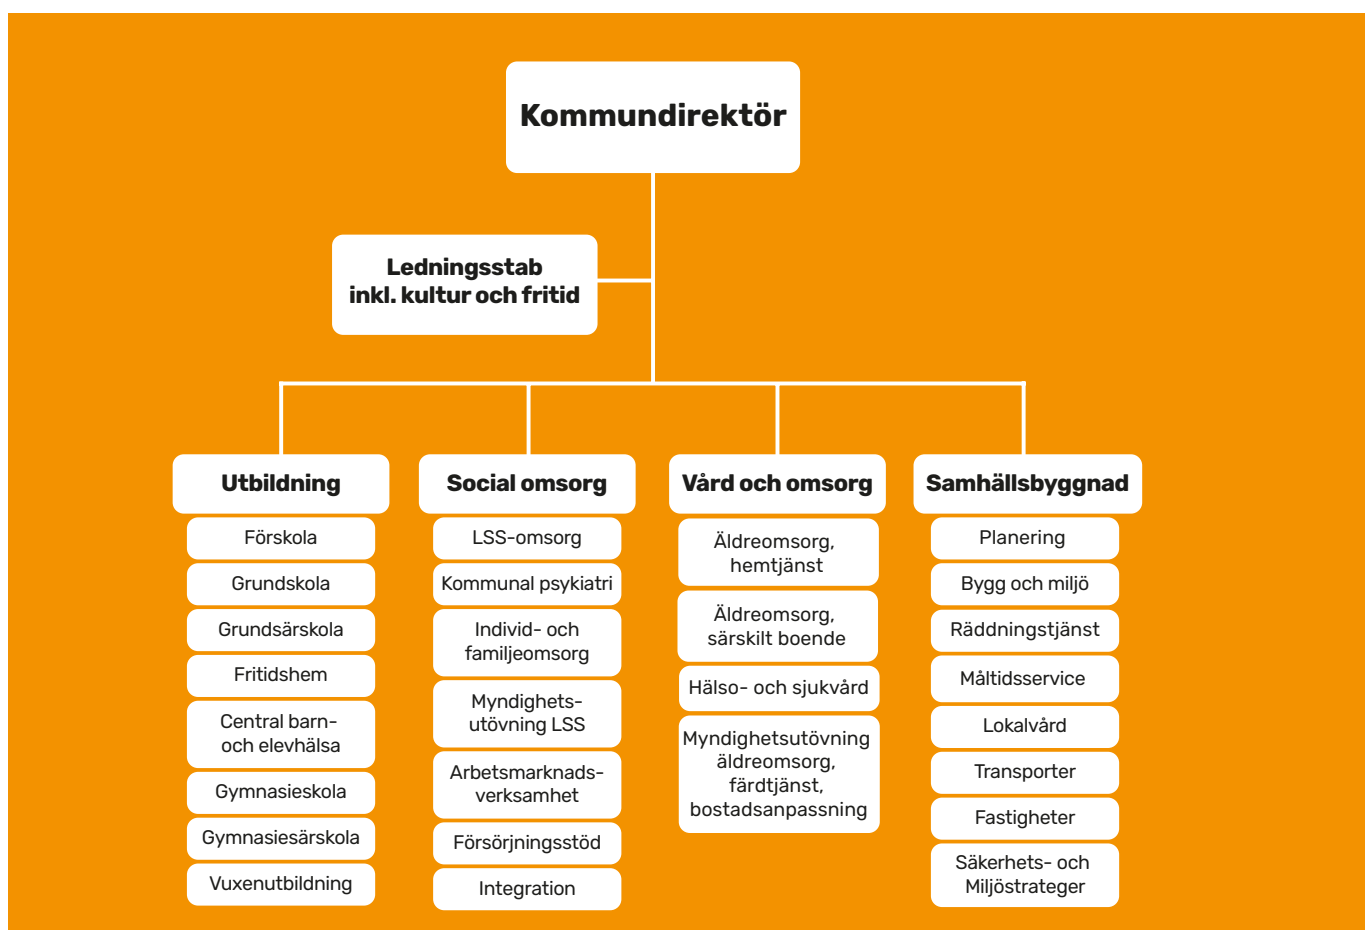 Kommundirektör
Ledningsstab
inkl. kultur och fritid
Utbildning
Förskola
Grundskola
Grundsärskola
Fritidshem
Central barn-
och elevhälsa
Gymnasieskola
Gymnasiesärskola
Vuxenutbildning
Social omsorg
LSS-omsorg
Kommunal psykiatri
Individ- och
familjeomsorg
Myndighets-
utövning LSS
Arbetsmarknads-
verksamhet
Försörjningsstöd
Integration
Vård och omsorg
Äldreomsorg,
hemtjänst
Äldreomsorg,
särskilt boende
Hälso- och sjukvård
Myndighetsutövning
äldreomsorg,
färdtjänst,
bostadsanpassning
Samhällsbyggnad
Planering
Bygg och miljö
Räddningstjänst
Måltidsservice
Lokalvård
Transporter
Fastigheter
Säkerhets- och
Miljöstrateger